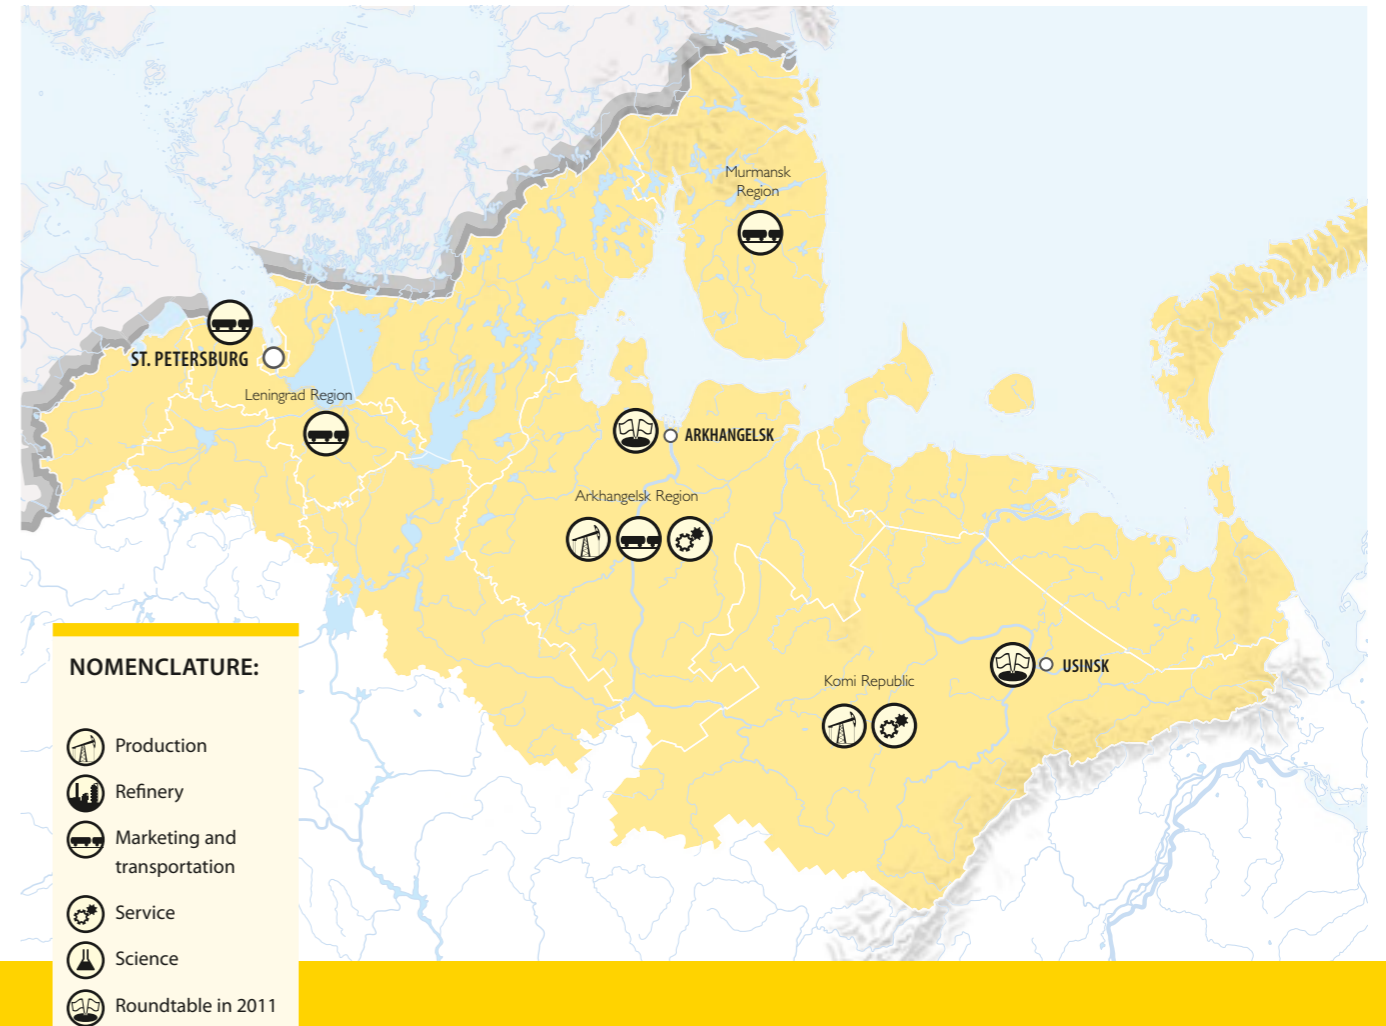 Murmansk
Region
ST. PETERSBURG
Leningrad Region
ARKHANGELSK
Arkhangelsk Region
USINSK
Komi Republic
NOMENCLATURE:
Production
Refinery
Marketing and
transportation
Service
Science
Roundtable in 2011